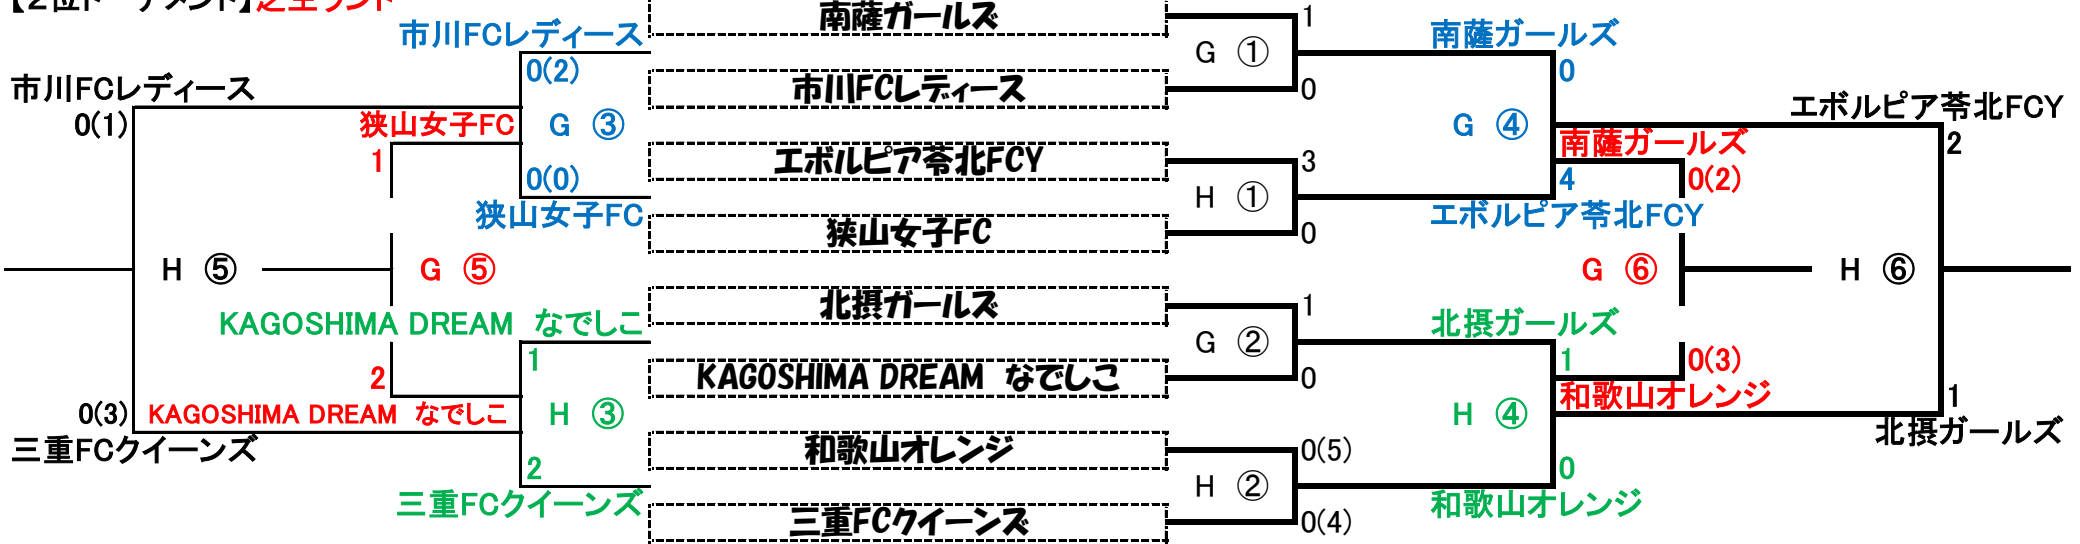 【2位トーナメント】芝生ランド
南薩ガールズ
1
市川FCレディース
南薩ガールズ
G ①
0(2)
0
市川FCレディース
市川FCレディース
0
エボルピア苓北FCY
0(1)
狭山女子FC
G ③
G ④
南薩ガールズ
2
1
エボルピア苓北FCY
3
0(0)
4
0(2)
H ①
狭山女子FC
エボルピア苓北FCY
狭山女子FC
0
H ⑤
G ⑤
G ⑥
H ⑥
北摂ガールズ
1
KAGOSHIMA DREAM なでしこ
北摂ガールズ
G ②
1
1
0(3)
2
KAGOSHIMA DREAM なでしこ
0
和歌山オレンジ
1
0(3)
KAGOSHIMA DREAM なでしこ
H ③
H ④
北摂ガールズ
三重FCクイーンズ
和歌山オレンジ
0(5)
2
0
H ②
三重FCクイーンズ
和歌山オレンジ
三重FCクイーンズ
0(4)